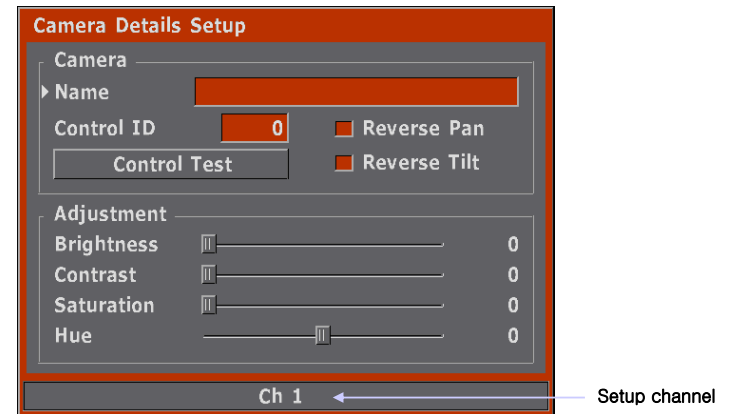 Camera Details Setup
Camera
Name
Control ID 0 Reverse Pan
Control Test Reverse Tilt
Adjustment
Brightness 0
Contrast 0
Saturation 0
Hue 0
Ch 1 Setup channel